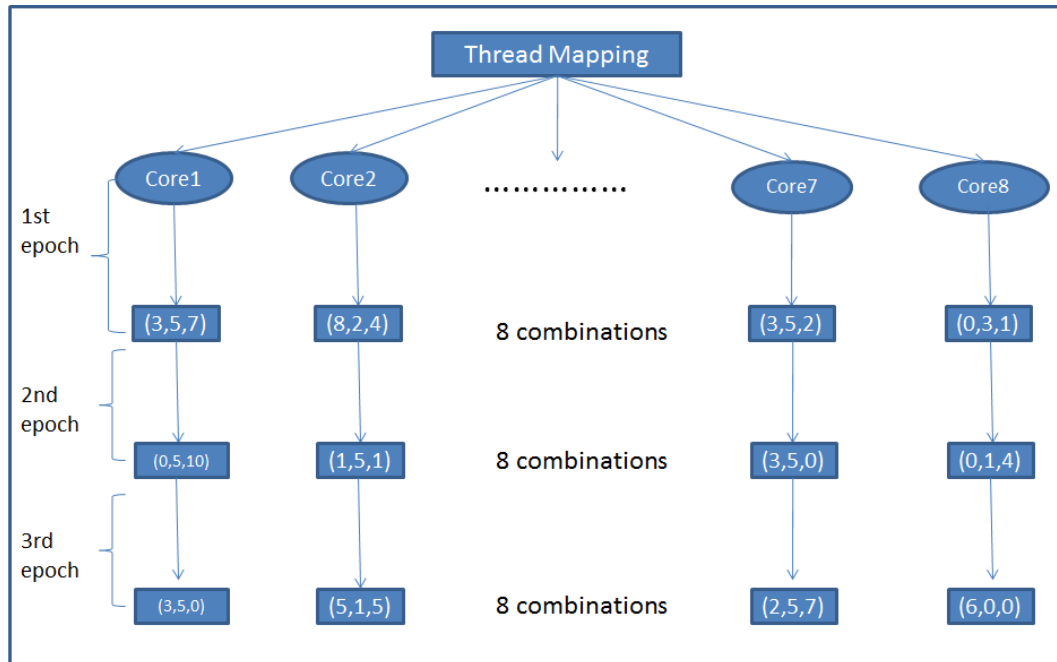 Thread Mapping
Core1
Core2
……………
Core7
Core8
1st
epoch
(3,5,7)
(8,2,4)
8 combinations
(3,5,2)
(0,3,1)
2nd
epoch
(0,5,10)
(1,5,1)
8 combinations
(3,5,0)
(0,1,4)
3rd
epoch
(3,5,0)
(5,1,5)
8 combinations
(2,5,7)
(6,0,0)